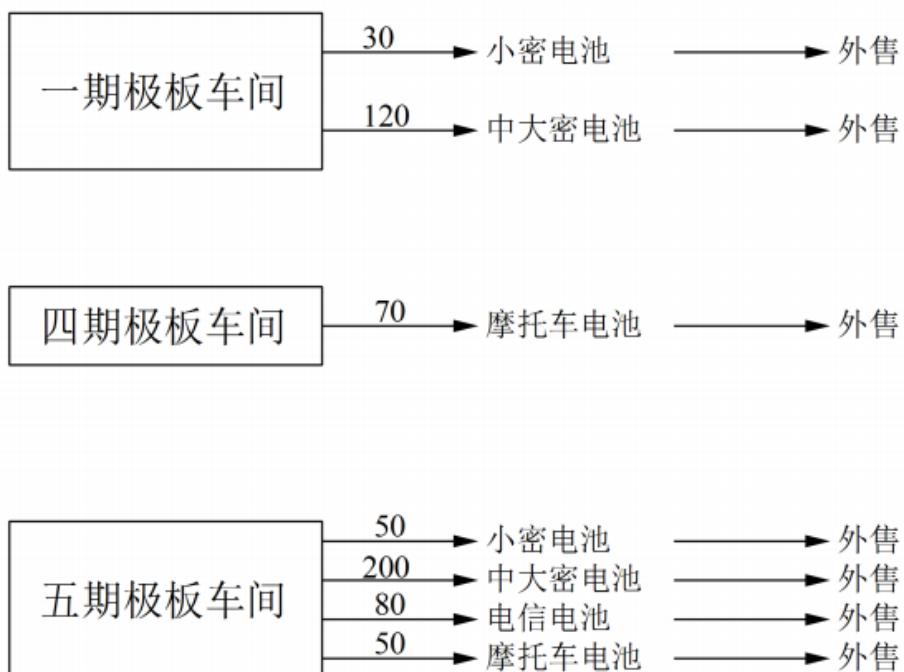 30 小密电池 外售
一期极板车间
120 中大密电池 外售
四期极板车间 70 摩托车电池 外售
50 小密电池 外售
200 中大密电池 外售
五期极板车间
80 电信电池 外售
50 摩托车电池 外售